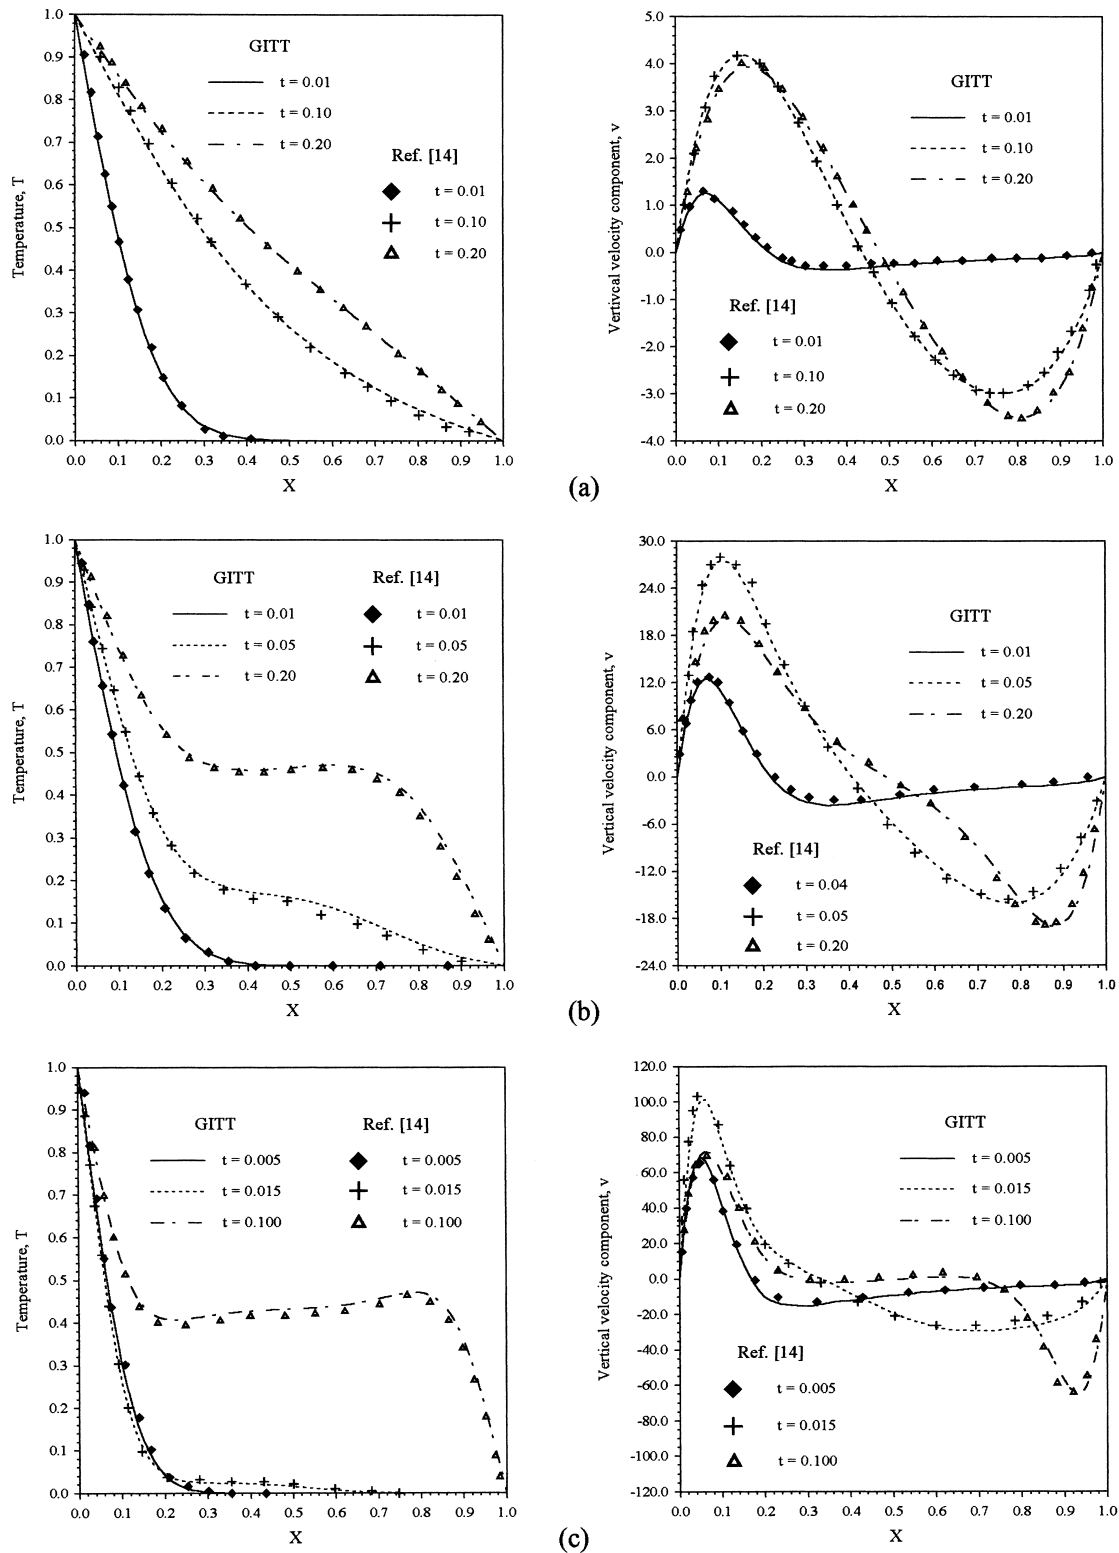 1.0
0.9
0.8
0.7
0.6
0.5
0.4
0.3
0.2
0.1
0.0
Temperature, T
GITT
t = 0.01
t = 0.10
t = 0.20
Ref. [14]
t = 0.01
t = 0.10
t = 0.20
0.0 0.1 0.2 0.3 0.4 0.5 0.6 0.7 0.8 0.9 1.0
X
5.0
4.0
3.0
2.0
1.0
0.0
-1.0
-2.0
-3.0
-4.0
Vertivcal velocity component, v
GITT
t = 0.01
t = 0.10
t = 0.20
Ref. [14]
t = 0.01
t = 0.10
t = 0.20
0.0 0.1 0.2 0.3 0.4 0.5 0.6 0.7 0.8 0.9 1.0
X
(a)
1.0
0.9
0.8
0.7
0.6
0.5
0.4
0.3
0.2
0.1
0.0
Temperature, T
GITT
t = 0.01
t = 0.05
t = 0.20
Ref. [14]
t = 0.01
t = 0.05
t = 0.20
0.0 0.1 0.2 0.3 0.4 0.5 0.6 0.7 0.8 0.9 1.0
X
30.0
24.0
18.0
12.0
6.0
0.0
-6.0
-12.0
-18.0
-24.0
Vertical velocity component, v
GITT
t = 0.01
t = 0.05
t = 0.20
Ref. [14]
t = 0.04
t = 0.05
t = 0.20
0.0 0.1 0.2 0.3 0.4 0.5 0.6 0.7 0.8 0.9 1.0
X
(b)
1.0
0.9
0.8
0.7
0.6
0.5
0.4
0.3
0.2
0.1
0.0
Temperature, T
GITT
t = 0.005
t = 0.015
t = 0.100
Ref. [14]
t = 0.005
t = 0.015
t = 0.100
0.0 0.1 0.2 0.3 0.4 0.5 0.6 0.7 0.8 0.9 1.0
X
120.0
100.0
80.0
60.0
40.0
20.0
0.0
-20.0
-40.0
-60.0
-80.0
-100.0
-120.0
Vertical velocity component, v
GITT
t = 0.005
t = 0.015
t = 0.100
Ref. [14]
t = 0.005
t = 0.015
t = 0.100
0.0 0.1 0.2 0.3 0.4 0.5 0.6 0.7 0.8 0.9 1.0
X
(c)